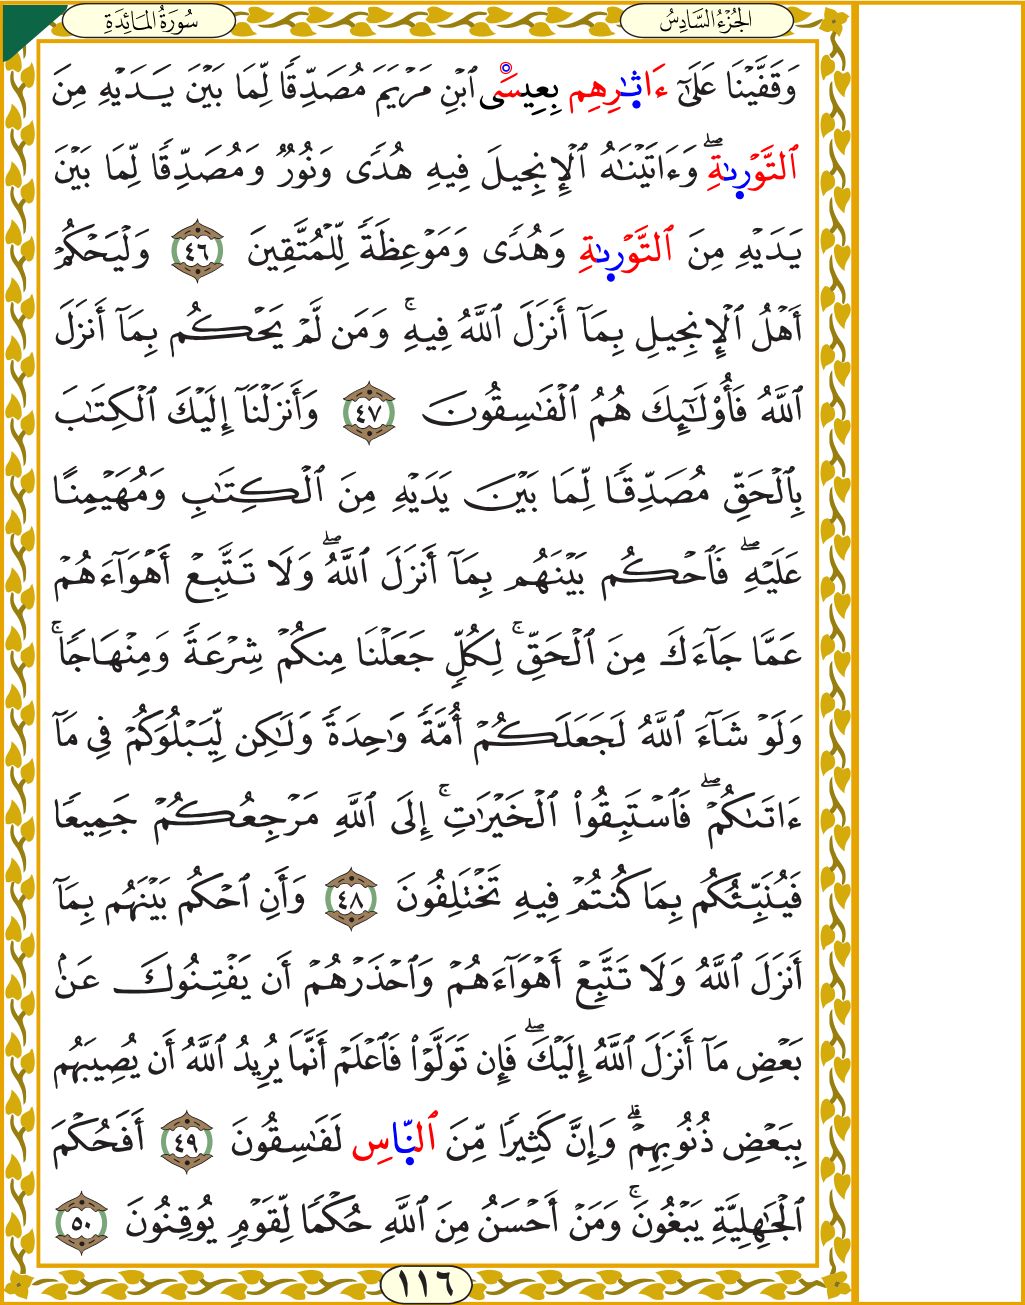 سُورَةُ المَائِدَةِ
الجُزْءُ السَّادِسُ
وَقَفَّيْنَا عَلَىٰٓ ءَاثَٰرِهِم بِعِيسَى ٱبْنِ مَرْيَمَ مُصَدِّقًا لِّمَا بَيْنَ يَدَيْهِ مِنَ
ٱلتَّوْرَىٰةِۖ وَءَاتَيْنَٰهُ ٱلْإِنجِيلَ فِيهِ هُدًى وَنُورٌ وَمُصَدِّقًا لِّمَا بَيْنَ
يَدَيْهِ مِنَ ٱلتَّوْرَىٰةِ وَهُدًى وَمَوْعِظَةً لِّلْمُتَّقِينَ ٤٦ وَلْيَحْكُمْ
أَهْلُ ٱلْإِنجِيلِ بِمَآ أَنزَلَ ٱللَّهُ فِيهِۚ وَمَن لَّمْ يَحْكُم بِمَآ أَنزَلَ
ٱللَّهُ فَأُو۟لَٰٓئِكَ هُمُ ٱلْفَٰسِقُونَ ٤٧ وَأَنزَلْنَآ إِلَيْكَ ٱلْكِتَٰبَ
بِٱلْحَقِّ مُصَدِّقًا لِّمَا بَيْنَ يَدَيْهِ مِنَ ٱلْكِتَٰبِ وَمُهَيْمِنًا
عَلَيْهِۖ فَٱحْكُم بَيْنَهُم بِمَآ أَنزَلَ ٱللَّهُۖ وَلَا تَتَّبِعْ أَهْوَآءَهُمْ
عَمَّا جَآءَكَ مِنَ ٱلْحَقِّۚ لِكُلٍّ جَعَلْنَا مِنكُمْ شِرْعَةً وَمِنْهَاجًاۚ
وَلَوْ شَآءَ ٱللَّهُ لَجَعَلَكُمْ أُمَّةً وَٰحِدَةً وَلَٰكِن لِّيَبْلُوَكُمْ فِى مَآ
ءَاتَىٰكُمْۖ فَٱسْتَبِقُوا۟ ٱلْخَيْرَٰتِۚ إِلَى ٱللَّهِ مَرْجِعُكُمْ جَمِيعًا
فَيُنَبِّئُكُم بِمَا كُنتُمْ فِيهِ تَخْتَلِفُونَ ٤٨ وَأَنِ ٱحْكُم بَيْنَهُم بِمَآ
أَنزَلَ ٱللَّهُ وَلَا تَتَّبِعْ أَهْوَآءَهُمْ وَٱحْذَرْهُمْ أَن يَفْتِنُوكَ عَنۢ
بَعْضِ مَآ أَنزَلَ ٱللَّهُ إِلَيْكَۖ فَإِن تَوَلَّوْا۟ فَٱعْلَمْ أَنَّمَا يُرِيدُ ٱللَّهُ أَن يُصِيبَهُم
بِبَعْضِ ذُنُوبِهِمْۗ وَإِنَّ كَثِيرًا مِّنَ ٱلنَّاسِ لَفَٰسِقُونَ ٤٩ أَفَحُكْمَ
ٱلْجَٰهِلِيَّةِ يَبْغُونَۚ وَمَنْ أَحْسَنُ مِنَ ٱللَّهِ حُكْمًا لِّقَوْمٍ يُوقِنُونَ ٥٠
١١٦